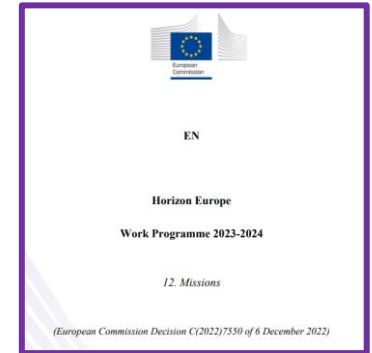 European
Commission
EN
Horizon Europe
Work Programme 2023-2024
12. Missions
(European Commission Decision C(2022)7550 of 6 December 2022)